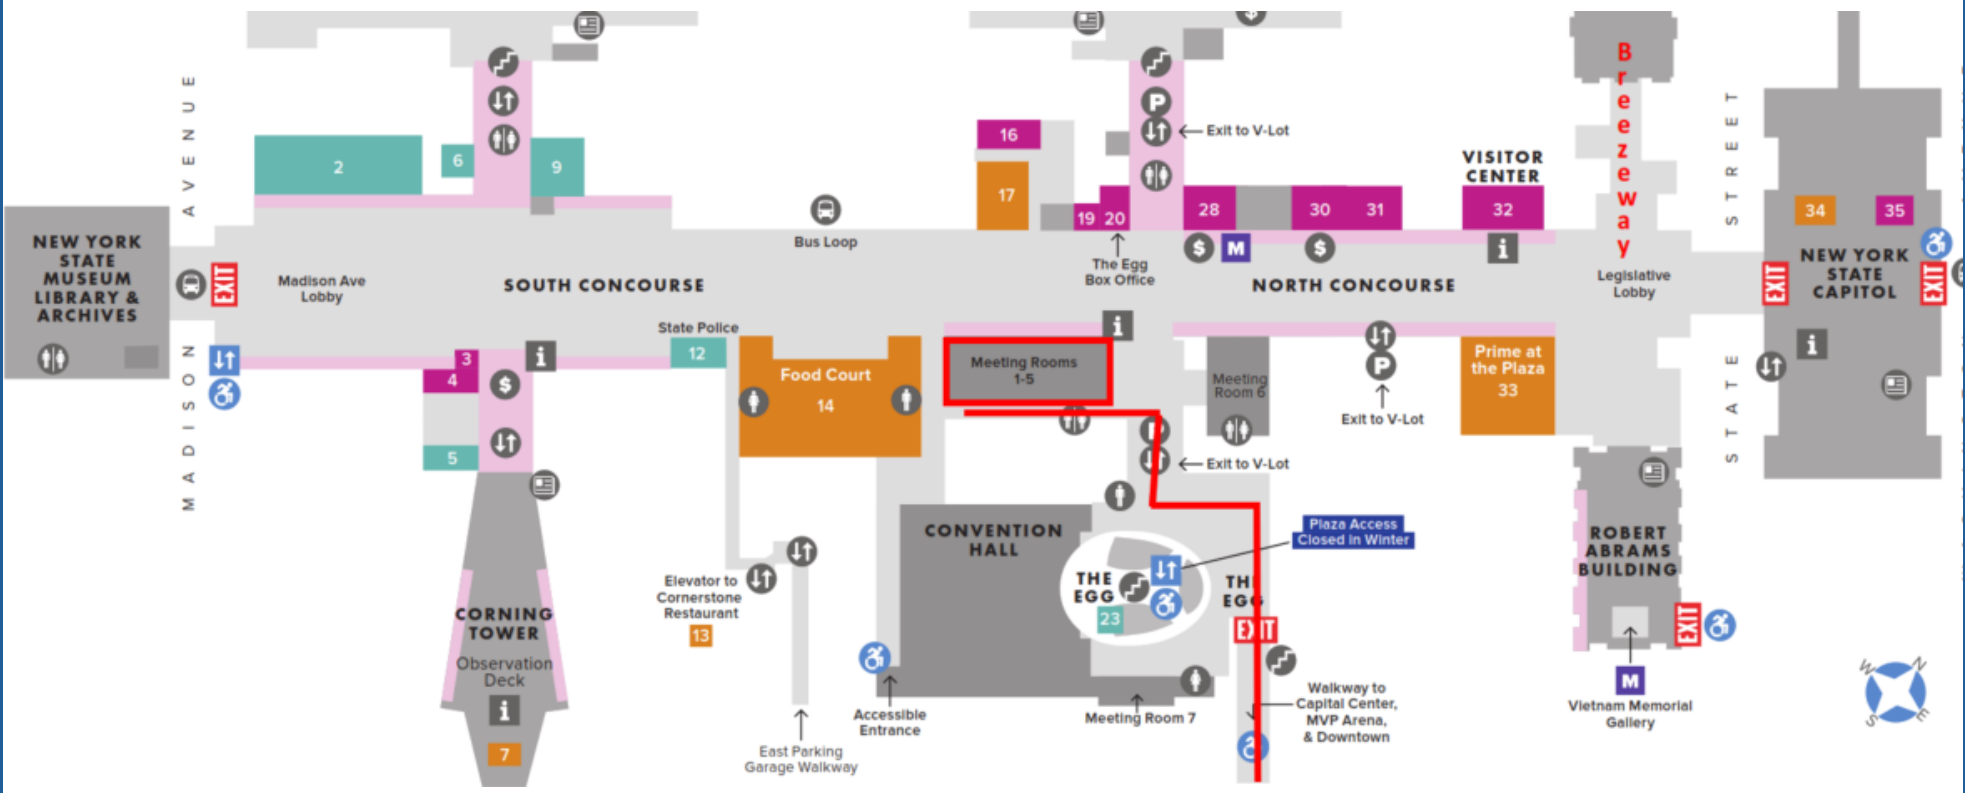 MADISON AVENUE
NEW YORK
STATE
MUSEUM
LIBRARY &
ARCHIVES
EXIT
2
6
9
Madison Ave
Lobby
SOUTH CONCOURSE
3
4
5
i
$
State Police
12
CORNING
TOWER
Observation
Deck
i
7
Bus Loop
Food Court
14
Elevator to
Cornerstone
Restaurant
13
East Parking
Garage Walkway
Accessible
Entrance
16
17
19
20
P
Exit to V-Lot
The Egg
Box Office
i
Meeting Rooms
1-5
28
30
31
$
M
$
VISITOR
CENTER
32
i
NORTH CONCOURSE
Meeting
Room 6
P
Exit to V-Lot
P
Exit to V-Lot
Prime at
the Plaza
33
CONVENTION
HALL
THE
EGG
23
THE
EGG
EXIT
Plaza Access
Closed in Winter
Meeting Room 7
Walkway to
Capital Center,
MVP Arena,
& Downtown
Breezeway
Legislative
Lobby
STATE STREET
34
35
NEW YORK
STATE
CAPITOL
EXIT
EXIT
i
ROBERT
ABRAMS
BUILDING
EXIT
M
Vietnam Memorial
Gallery
W
N
S
E